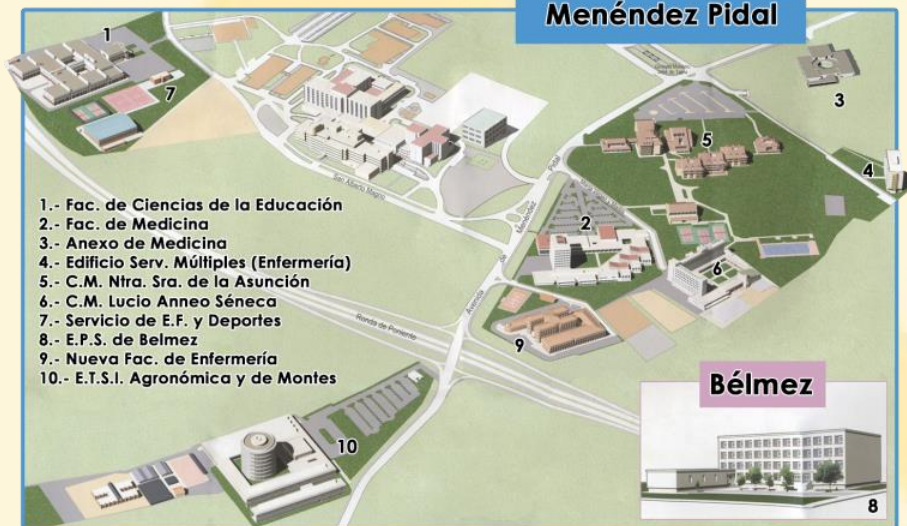 Menéndez Pidal
1
7
3
5
4
2
6
9
10
San Alberto Magno
Avenida de Menéndez Pidal
Ronda de Poniente
1.- Fac. de Ciencias de la Educación
2.- Fac. de Medicina
3.- Anexo de Medicina
4.- Edificio Serv. Múltiples (Enfermería)
5.- C.M. Ntra. Sra. de la Asunción
6.- C.M. Lucio Anneo Séneca
7.- Servicio de E.F. y Deportes
8.- E.P.S. de Belmez
9.- Nueva Fac. de Enfermería
10.- E.T.S.I. Agronómica y de Montes
Bélmez
8